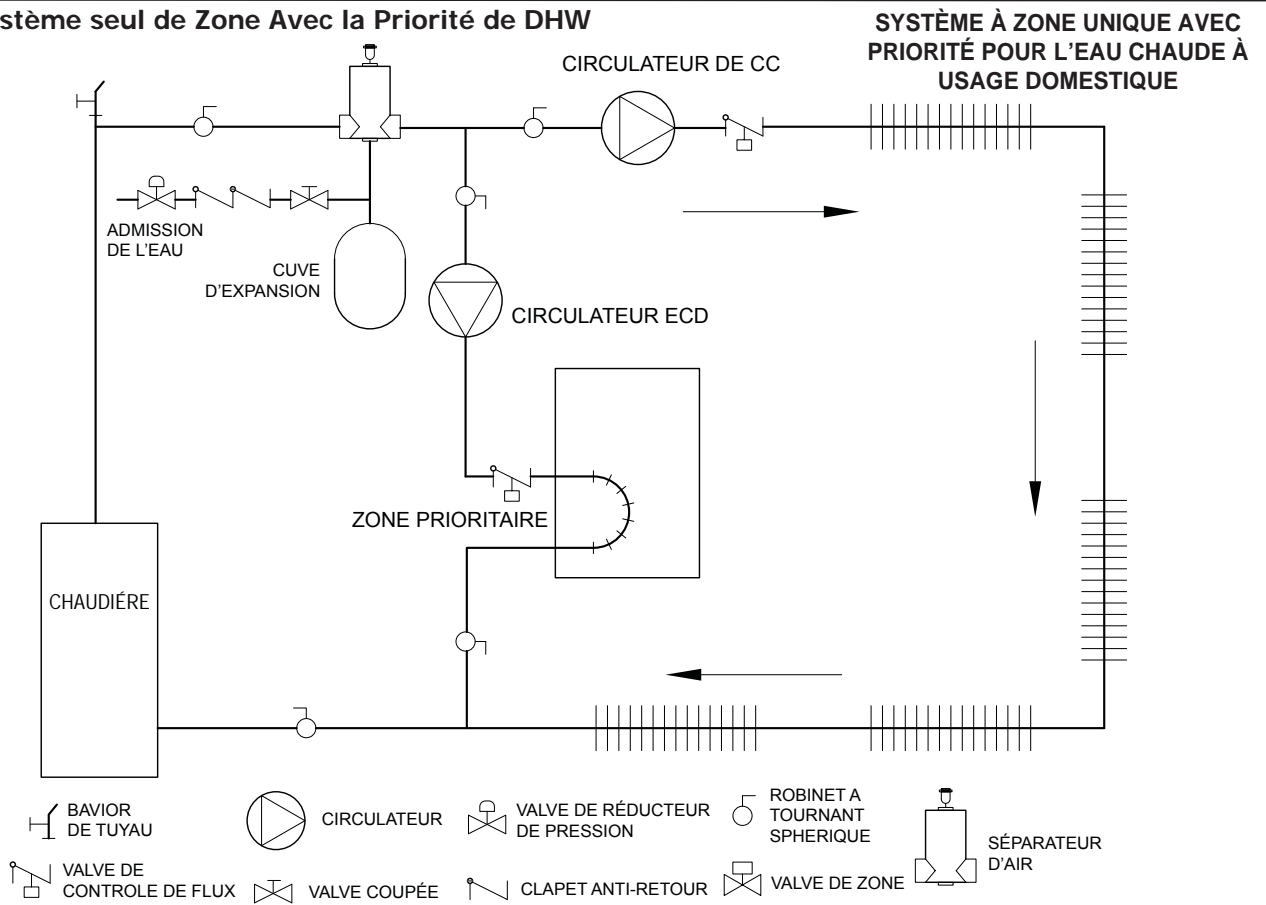 stème seul de Zone Avec la Priorité de DHW
SYSTÈME À ZONE UNIQUE AVEC
PRIORITÉ POUR L'EAU CHAUDE À
USAGE DOMESTIQUE
CIRCULATEUR DE CC
ADMISSION
DE L'EAU
CUVE
D'EXPANSION
CIRCULATEUR ECD
ZONE PRIORITAIRE
CHAUDIÉRE
BAVIOR
DE TUYAU
CIRCULATEUR
VALVE DE RÉDUCTEUR
DE PRESSION
ROBINET A
TOURNANT
SPHERIQUE
SÉPARATEUR
D'AIR
VALVE DE
CONTROLE DE FLUX
VALVE COUPÉE
CLAPET ANTI-RETOUR
VALVE DE ZONE